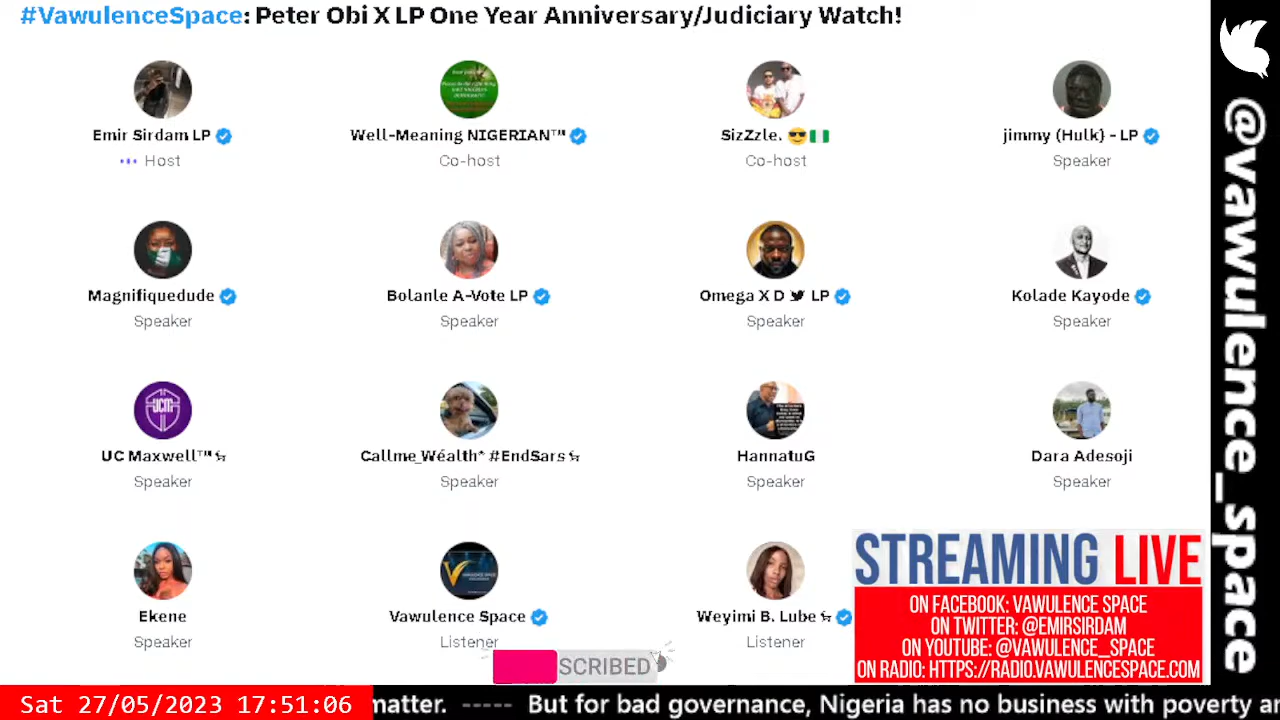 #VawulenceSpace: Peter Obi X LP One Year Anniversary/Judiciary Watch!
Emir Sirdam LP
Host
Well-Meaning NIGERIAN™
Co-host
SizZzle. 😎🇳🇬
Co-host
jimmy (Hulk) - LP
Speaker
Magnifiquedude
Speaker
Bolanle A-Vote LP
Speaker
Omega X D LP
Speaker
Kolade Kayode
Speaker
UCM
UC Maxwell™
Speaker
Callme_Wéalth* #EndSars
Speaker
HannatuG
Speaker
Dara Adesoji
Speaker
Ekene
Speaker
Vawulence Space
Listener
Weyimi B. Lube
Listener
STREAMING LIVE
ON FACEBOOK: VAWULENCE SPACE
ON TWITTER: @EMIRSIRDAM
ON YOUTUBE: @VAWULENCE_SPACE
ON RADIO: HTTPS://RADIO.VAWULENCESPACE.COM
SCRIBED
@vawulence_space
Sat 27/05/2023 17:51:06
matter. ----- But for bad governance, Nigeria has no business with poverty an